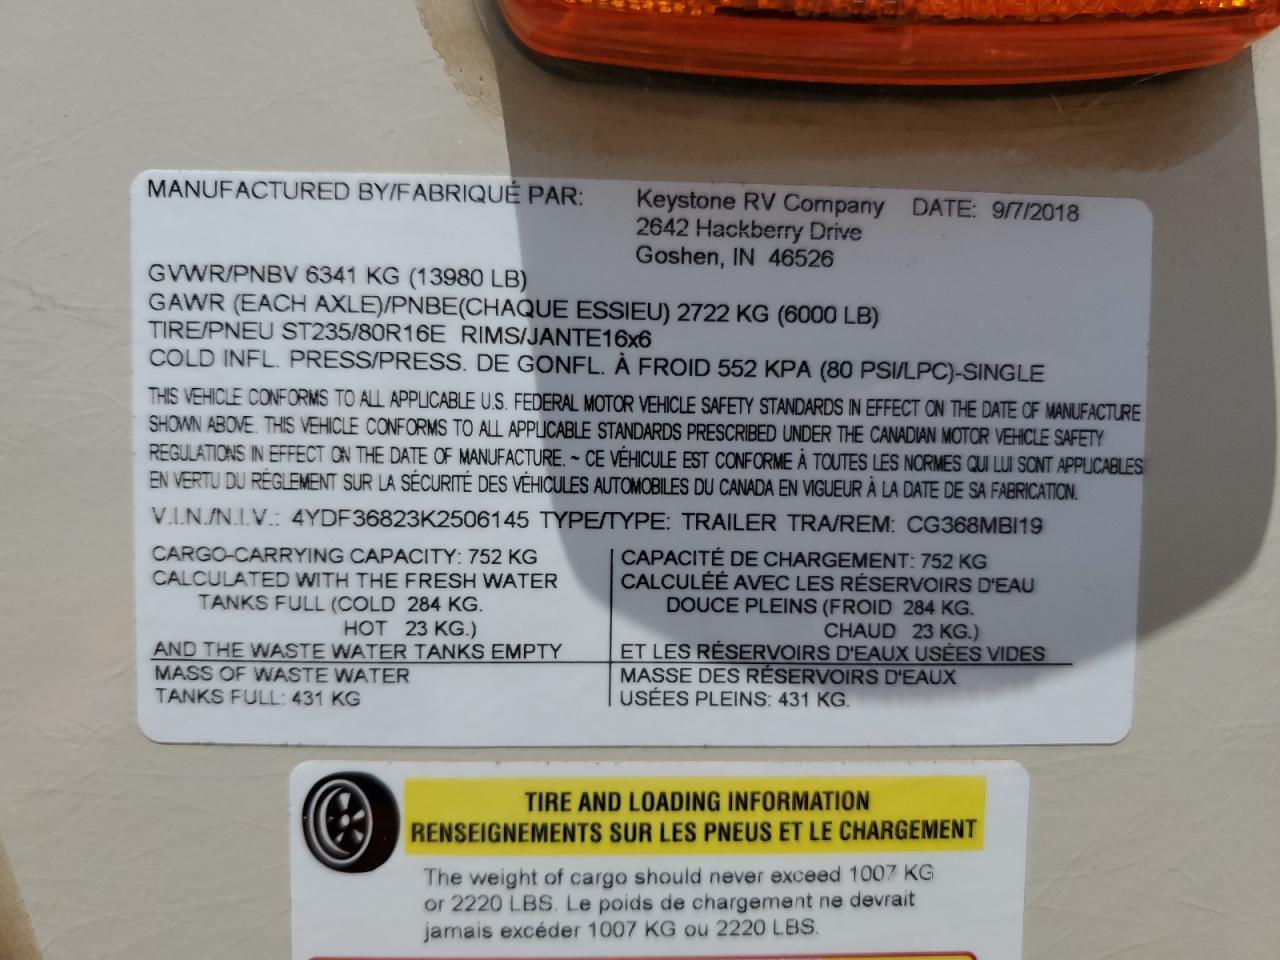 MANUFACTURED BY/FABRIQUÉ PAR: Keystone RV Company DATE: 9/7/2018
2642 Hackberry Drive
Goshen, IN 46526
GVWR/PNBV 6341 KG (13980 LB)
GAWR (EACH AXLE)/PNBE(CHAQUE ESSIEU) 2722 KG (6000 LB)
TIRE/PNEU ST235/80R16E RIMS/JANTE16x6
COLD INFL. PRESS/PRESS. DE GONFL. À FROID 552 KPA (80 PSI/LPC)-SINGLE
THIS VEHICLE CONFORMS TO ALL APPLICABLE U.S. FEDERAL MOTOR VEHICLE SAFETY STANDARDS IN EFFECT ON THE DATE OF MANUFACTURE
SHOWN ABOVE. THIS VEHICLE CONFORMS TO ALL APPLICABLE STANDARDS PRESCRIBED UNDER THE CANADIAN MOTOR VEHICLE SAFETY
REGULATIONS IN EFFECT ON THE DATE OF MANUFACTURE. ~ CE VÉHICULE EST CONFORME À TOUTES LES NORMES QUI LUI SONT APPLICABLES
EN VERTU DU RÉGLEMENT SUR LA SÉCURITÉ DES VÉHICULES AUTOMOBILES DU CANADA EN VIGUEUR À LA DATE DE SA FABRICATION.
V.I.N./N.I.V.: 4YDF36823K2506145 TYPE/TYPE: TRAILER TRA/REM: CG368MBI19
CARGO-CARRYING CAPACITY: 752 KG
CALCULATED WITH THE FRESH WATER
TANKS FULL (COLD 284 KG.
HOT 23 KG.)
AND THE WASTE WATER TANKS EMPTY
MASS OF WASTE WATER
TANKS FULL: 431 KG
CAPACITÉ DE CHARGEMENT: 752 KG
CALCULÉÉ AVEC LES RÉSERVOIRS D'EAU
DOUCE PLEINS (FROID 284 KG.
CHAUD 23 KG.)
ET LES RÉSERVOIRS D'EAUX USÉES VIDES
MASSE DES RÉSERVOIRS D'EAUX
USÉES PLEINS: 431 KG.
TIRE AND LOADING INFORMATION
RENSEIGNEMENTS SUR LES PNEUS ET LE CHARGEMENT
The weight of cargo should never exceed 1007 KG
or 2220 LBS. Le poids de chargement ne devrait
jamais excéder 1007 KG ou 2220 LBS.